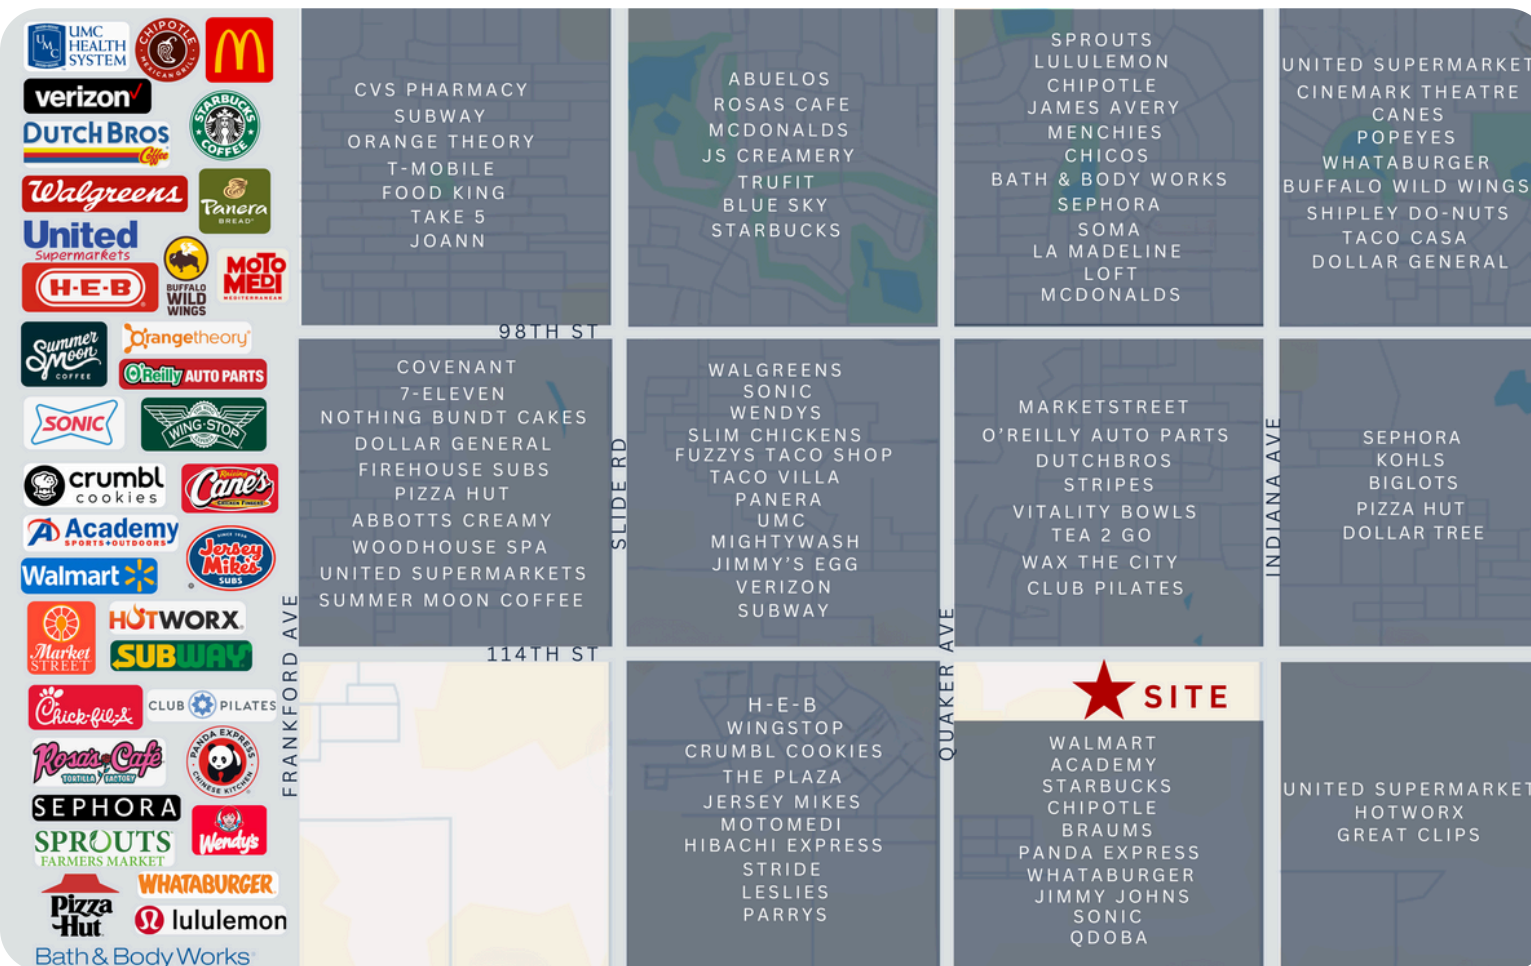 UMC
UMC
HEALTH
SYSTEM
CHIPOTLE
MEXICAN GRILL
verizon
STARBUCKS
COFFEE
DUTCH BROS
Coffee
Walgreens
Panera
BREAD
United
Supermarkets
H-E-B
BUFFALO
WILD
WINGS
MOTO
MEDI
MEDITERRANEAN
Summer
Moon
COFFEE
Orangetheory
O'Reilly AUTO PARTS
SONIC
WING-STOP
crumbl
cookies
Raising
Cane's
CHICKEN FINGERS
Academy
SPORTS+OUTDOORS
SINCE 1956
Jersey
Mike's
SUBS
Walmart
Market
STREET
HOTWORX
SUBWAY
Chick-fil-A
CLUB PILATES
Rosa's Café
TORTILLA FACTORY
PANDA EXPRESS
CHINESE KITCHEN
SEPHORA
SPROUTS
FARMERS MARKET
Wendy's
Pizza
Hut
WHATABURGER
lululemon
Bath & Body Works
CVS PHARMACY
SUBWAY
ORANGE THEORY
T-MOBILE
FOOD KING
TAKE 5
JOANN
ABUELOS
ROSAS CAFE
MCDONALDS
JS CREAMERY
TRUFIT
BLUE SKY
STARBUCKS
SPROUTS
LULULEMON
CHIPOTLE
JAMES AVERY
MENCHIES
CHICOS
BATH & BODY WORKS
SEPHORA
SOMA
LA MADELINE
LOFT
MCDONALDS
UNITED SUPERMARKET
CINEMARK THEATRE
CANES
POPEYES
WHATABURGER
BUFFALO WILD WINGS
SHIPLEY DO-NUTS
TACO CASA
DOLLAR GENERAL
98TH ST
COVENANT
7-ELEVEN
NOTHING BUNDT CAKES
DOLLAR GENERAL
FIREHOUSE SUBS
PIZZA HUT
ABBOTTS CREAMY
WOODHOUSE SPA
UNITED SUPERMARKETS
SUMMER MOON COFFEE
SLIDE RD
WALGREENS
SONIC
WENDYS
SLIM CHICKENS
FUZZYS TACO SHOP
TACO VILLA
PANERA
UMC
MIGHTYWASH
JIMMY'S EGG
VERIZON
SUBWAY
MARKETSTREET
O'REILLY AUTO PARTS
DUTCHBROS
STRIPES
VITALITY BOWLS
TEA 2 GO
WAX THE CITY
CLUB PILATES
INDIANA AVE
SEPHORA
KOHLS
BIGLOTS
PIZZA HUT
DOLLAR TREE
114TH ST
FRANKFORD AVE
H-E-B
WINGSTOP
CRUMBL COOKIES
THE PLAZA
JERSEY MIKES
MOTOMEDI
HIBACHI EXPRESS
STRIDE
LESLIES
PARRYS
QUAKER AVE
SITE
WALMART
ACADEMY
STARBUCKS
CHIPOTLE
BRAUMS
PANDA EXPRESS
WHATABURGER
JIMMY JOHNS
SONIC
QDOBA
UNITED SUPERMARKET
HOTWORX
GREAT CLIPS